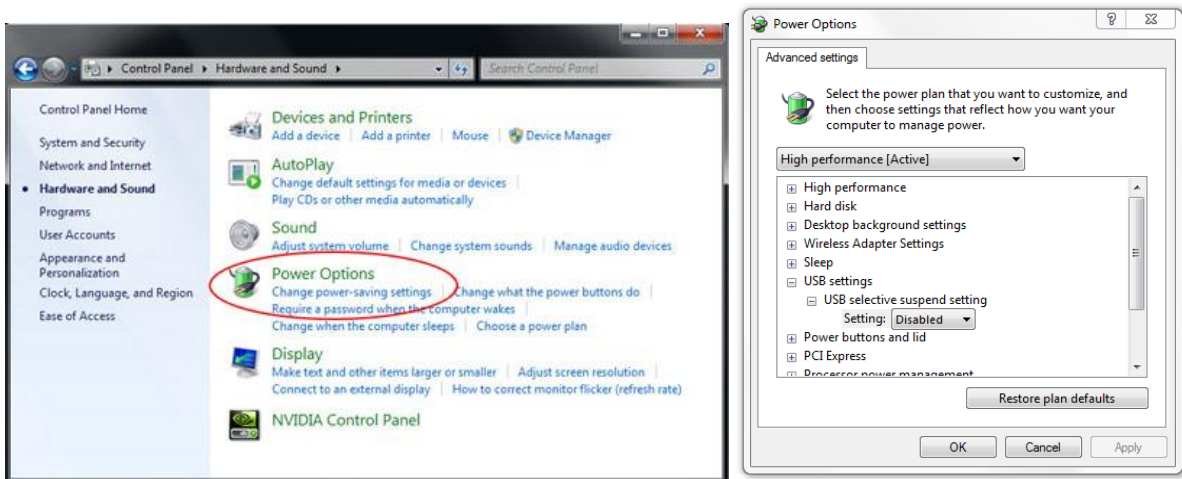 Control Panel ▸ Hardware and Sound ▸
Search Control Panel
Control Panel Home
System and Security
Network and Internet
Hardware and Sound
Programs
User Accounts
Appearance and
Personalization
Clock, Language, and Region
Ease of Access
Devices and Printers
Add a device | Add a printer | Mouse | Device Manager
AutoPlay
Change default settings for media or devices
Play CDs or other media automatically
Sound
Adjust system volume | Change system sounds | Manage audio devices
Power Options
Change power-saving settings | Change what the power buttons do
Require a password when the computer wakes
Change when the computer sleeps | Choose a power plan
Display
Make text and other items larger or smaller | Adjust screen resolution
Connect to an external display | How to correct monitor flicker (refresh rate)
NVIDIA Control Panel
Power Options
Advanced settings
Select the power plan that you want to customize, and
then choose settings that reflect how you want your
computer to manage power.
High performance [Active]
High performance
Hard disk
Desktop background settings
Wireless Adapter Settings
Sleep
USB settings
USB selective suspend setting
Setting: Disabled
Power buttons and lid
PCI Express
Processor power management
Restore plan defaults
OK Cancel Apply